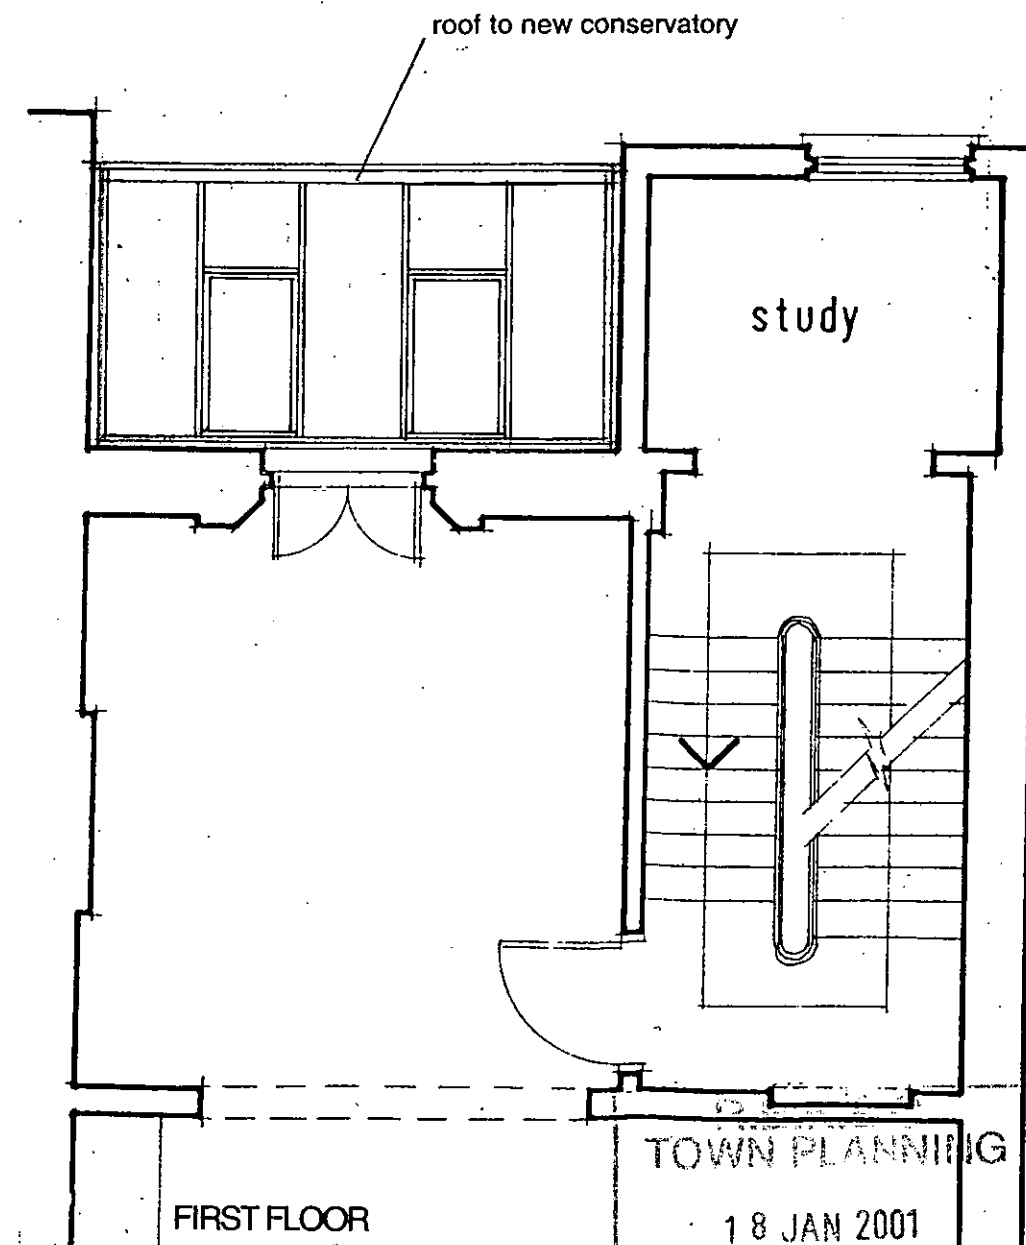 roof to new conservatory
study
TOWN PLANNING
FIRST FLOOR
18 JAN 2001